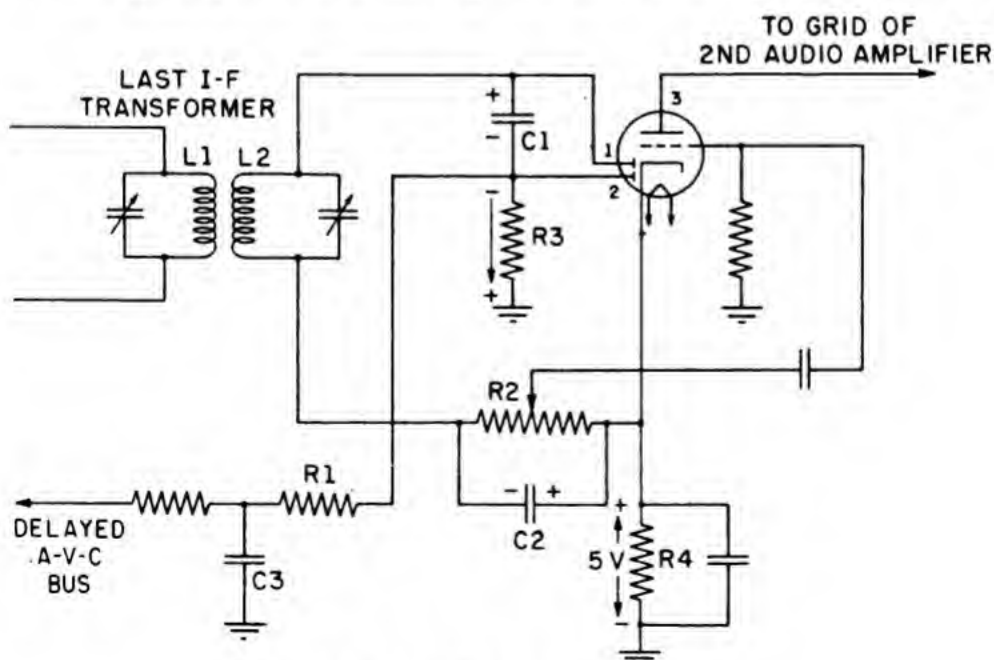 TO GRID OF
2ND AUDIO AMPLIFIER
LAST I-F
TRANSFORMER
L1 L2
+
-
C1
3
1
2
-
R3
+
R2
R1
- +
C2
DELAYED
A-V-C
BUS
C3
+
5 V
R4
-